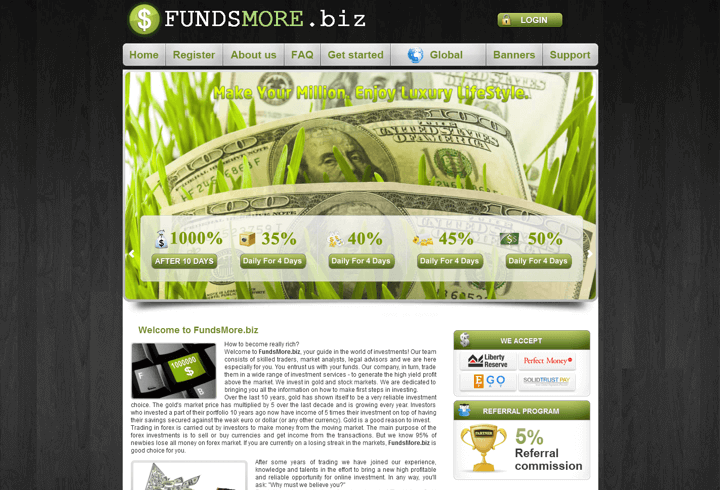 FUNDSMORE.biz
LOGIN
Home Register About us FAQ Get started Global Banners Support
Make Your Million. Enjoy Luxury LifeStyle.
THE UNITED STATES
OF AMERICA
1000% 35% 40% 45% 50%
AFTER 10 DAYS Daily For 4 Days Daily For 4 Days Daily For 4 Days Daily For 4 Days
Welcome to FundsMore.biz
1000000
$
How to become really rich?
Welcome to FundsMore.biz, your guide in the world of investments! Our team
consists of skilled traders, market analysts, legal advisors and we are here
especially for you. You entrust us with your funds. Our company, in turn, trade
them in a wide range of investment services - to generate the high yield profit
above the market. We invest in gold and stock markets. We are dedicated to
bringing you all the information on how to make first steps in investing.
Over the last 10 years, gold has shown itself to be a very reliable investment
choice. The gold's market price has multiplied by 5 over the last decade and is growing every year. Investors
who invested a part of their portfolio 10 years ago now have income of 5 times their investment on top of having
their savings secured against the weak euro or dollar (or any other currency). Gold is a good reason to invest.
Trading in forex is carried out by investors to make money from the moving market. The main purpose of the
forex investments is to sell or buy currencies and get income from the transactions. But we know 95% of
newbies lose all money on forex market. If you are currently on a losing streak in the markets, FundsMore.biz is
good choice for you.
After some years of trading we have joined our experience,
knowledge and talents in the effort to bring a new high profitable
and reliable opportunity for online investment. In any way, you'll
ask: "Why must we believe you?"
WE ACCEPT
Liberty
Reserve
Perfect Money
EGO
PAY
SOLIDTRUST PAY
REFERRAL PROGRAM
PARTNER
5%
Referral
commission